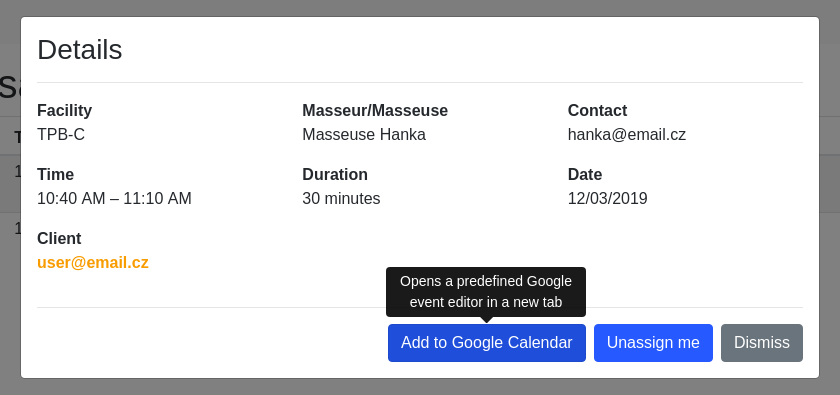 Details
Facility
Masseur/Masseuse
Contact
TPB-C
Masseuse Hanka
hanka@email.cz
Time
Duration
Date
10:40 AM – 11:10 AM
30 minutes
12/03/2019
Client
user@email.cz
Opens a predefined Google
event editor in a new tab
Add to Google Calendar
Unassign me
Dismiss